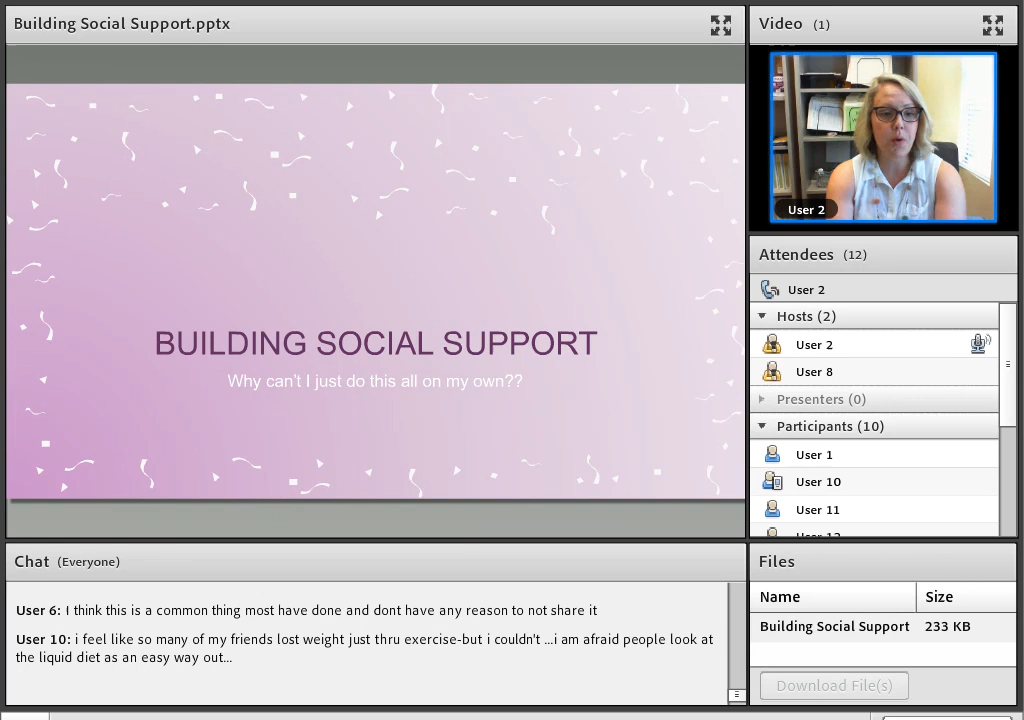 Building Social Support.pptx
Video (1)
BUILDING SOCIAL SUPPORT
Why can't I just do this all on my own??
User 2
Attendees (12)
User 2
Hosts (2)
User 2
User 8
Presenters (0)
Participants (10)
User 1
User 10
User 11
Chat (Everyone)
User 6: I think this is a common thing most have done and dont have any reason to not share it
User 10: i feel like so many of my friends lost weight just thru exercise-but i couldn't ...i am afraid people look at
the liquid diet as an easy way out...
Files
Name Size
Building Social Support 233 KB
Download File(s)